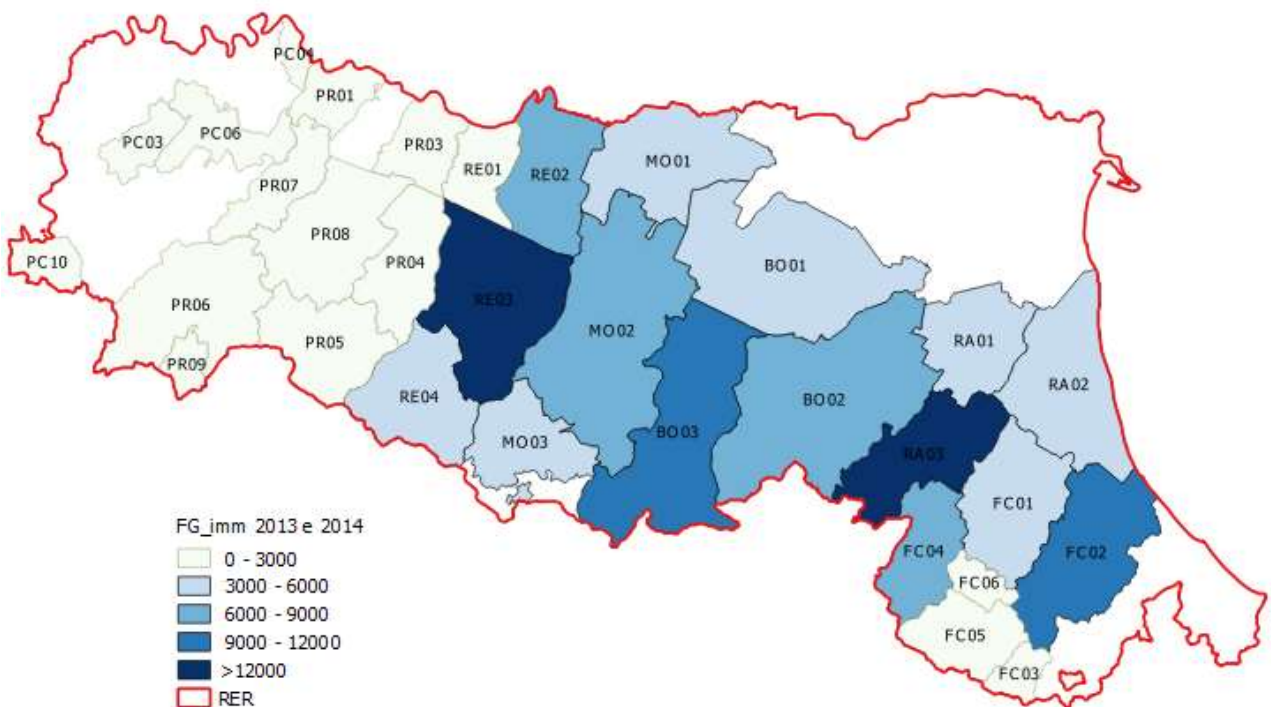 PC04
PR01
PC03
PC06
PR03
RE01
RE02
MO01
PR07
PR08
PR04
PC10
BO01
RE03
PR06
PR05
PR09
MO02
RA01
RA02
RE04
BO02
MO03
BO03
RA03
FC01
FC04
FC02
FC06
FC05
FC03
FG_imm 2013 e 2014
0 - 3000
3000 - 6000
6000 - 9000
9000 - 12000
>12000
RER